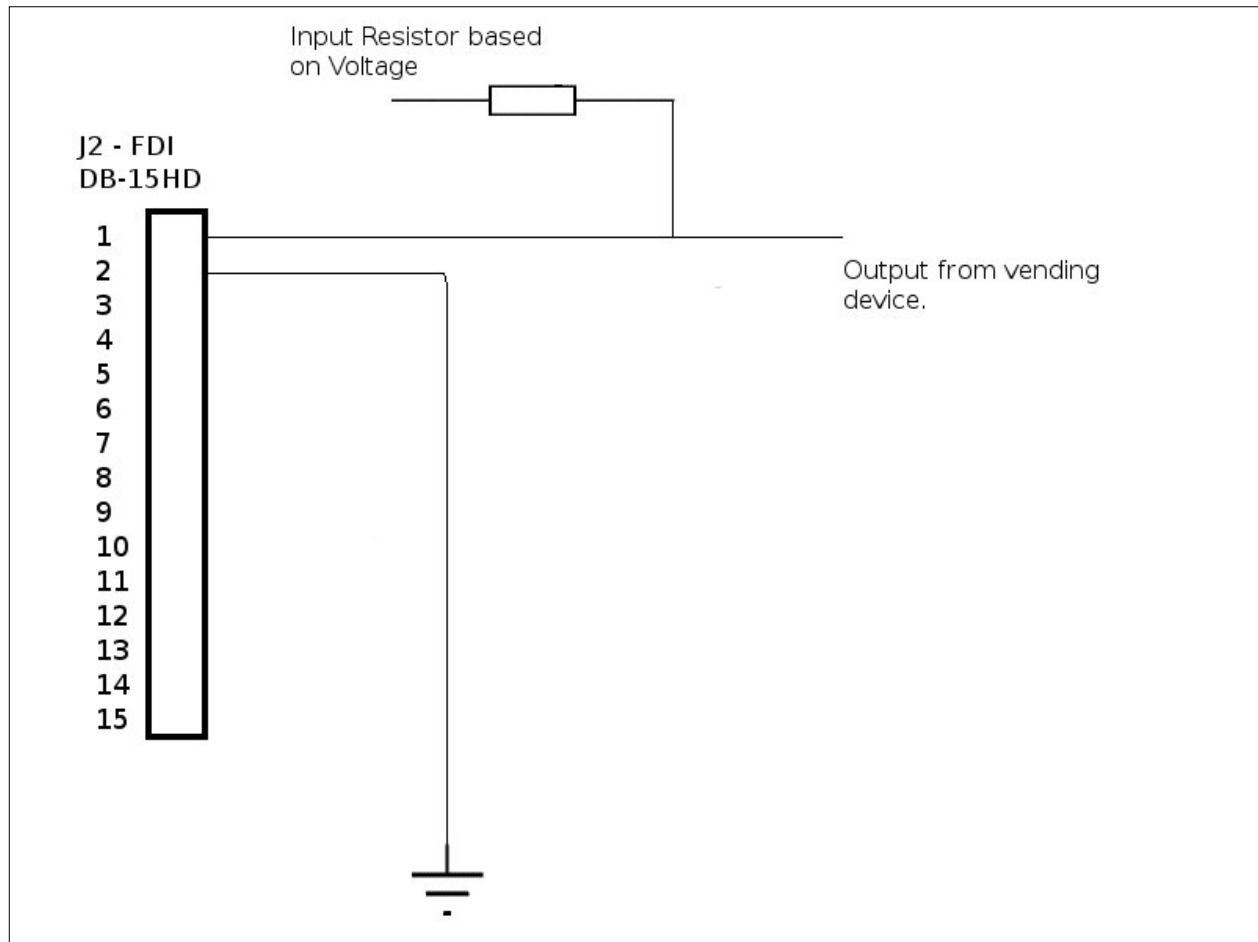 Input Resistor based
on Voltage
J2 - FDI
DB-15HD
1
2
3
4
5
6
7
8
9
10
11
12
13
14
15
Output from vending
device.